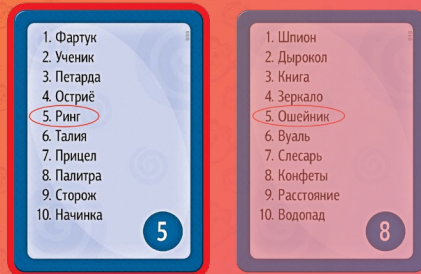 1. Фартук
2. Ученик
3. Петарда
4. Остриё
5. Ринг
6. Талия
7. Прицел
8. Палитра
9. Сторож
10. Начинка
5
1. Шпион
2. Дырокол
3. Книга
4. Зеркало
5. Ошейник
6. Вуаль
7. Слесарь
8. Конфеты
9. Расстояние
10. Водопад
8